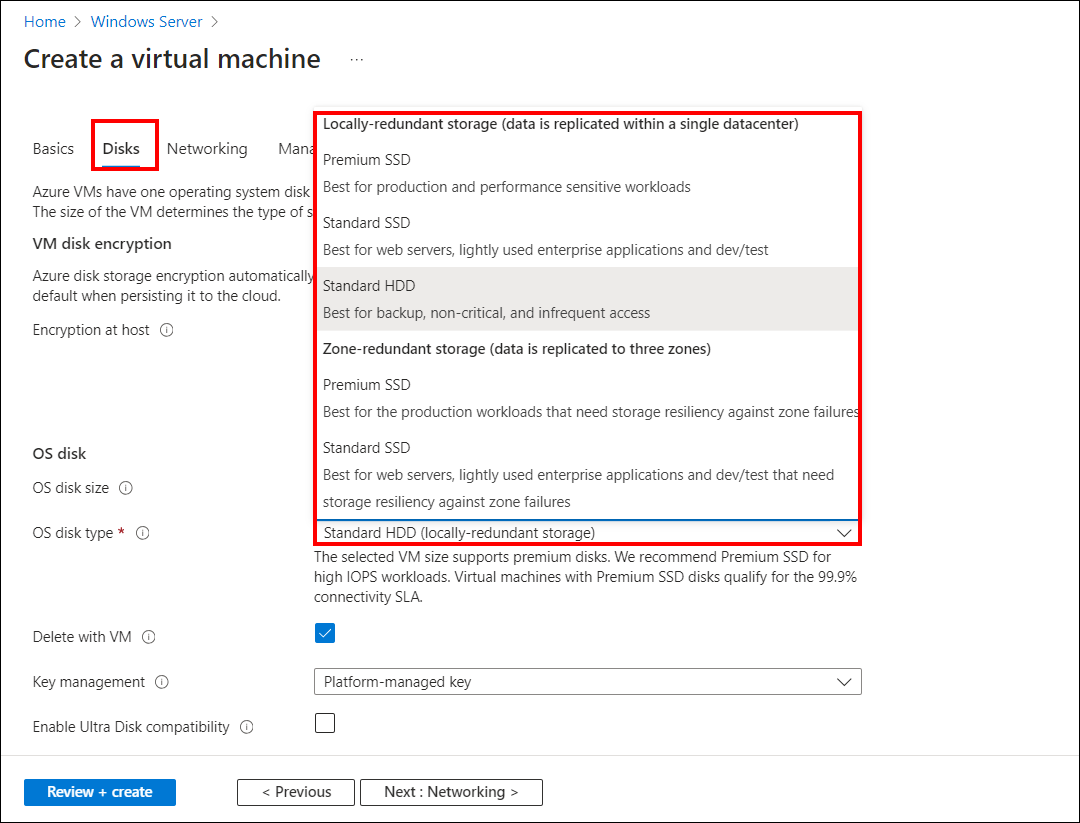 Home > Windows Server >
Create a virtual machine ...
Basics Disks Networking Mana
Azure VMs have one operating system disk
The size of the VM determines the type of s
VM disk encryption
Azure disk storage encryption automatically
default when persisting it to the cloud.
Encryption at host
Locally-redundant storage (data is replicated within a single datacenter)
Premium SSD
Best for production and performance sensitive workloads
Standard SSD
Best for web servers, lightly used enterprise applications and dev/test
Standard HDD
Best for backup, non-critical, and infrequent access
Zone-redundant storage (data is replicated to three zones)
Premium SSD
Best for the production workloads that need storage resiliency against zone failures
Standard SSD
Best for web servers, lightly used enterprise applications and dev/test that need
storage resiliency against zone failures
OS disk
OS disk size
OS disk type * Standard HDD (locally-redundant storage)
The selected VM size supports premium disks. We recommend Premium SSD for
high IOPS workloads. Virtual machines with Premium SSD disks qualify for the 99.9%
connectivity SLA.
Delete with VM
Key management Platform-managed key
Enable Ultra Disk compatibility
Review + create < Previous Next : Networking >